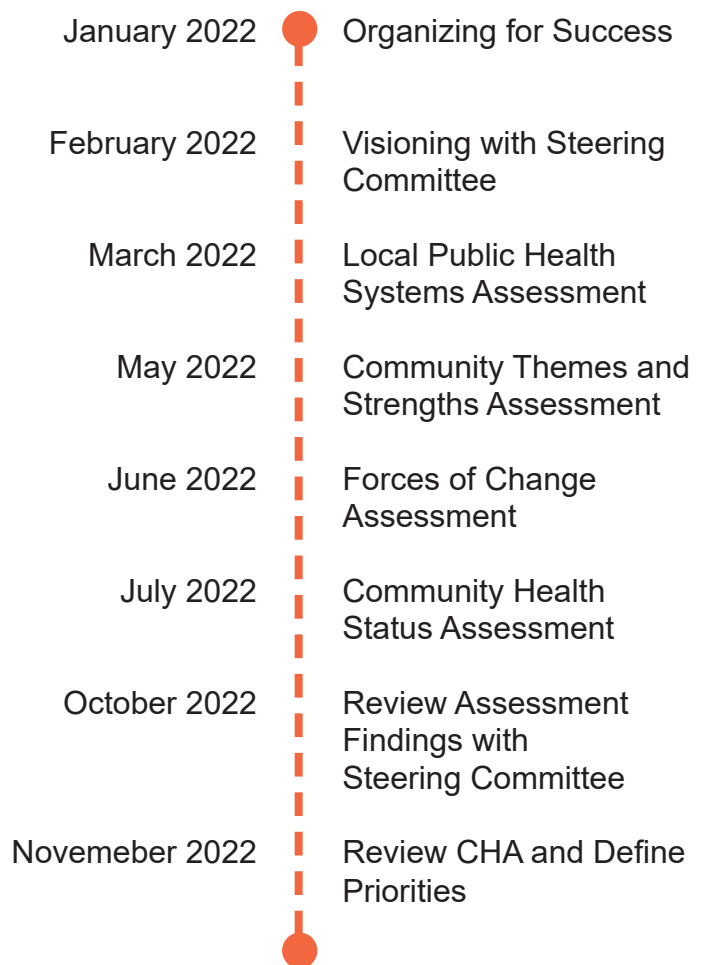 January 2022 Organizing for Success
February 2022 Visioning with Steering
Committee
March 2022 Local Public Health
Systems Assessment
May 2022 Community Themes and
Strengths Assessment
June 2022 Forces of Change
Assessment
July 2022 Community Health
Status Assessment
October 2022 Review Assessment
Findings with
Steering Committee
Novemeber 2022 Review CHA and Define
Priorities